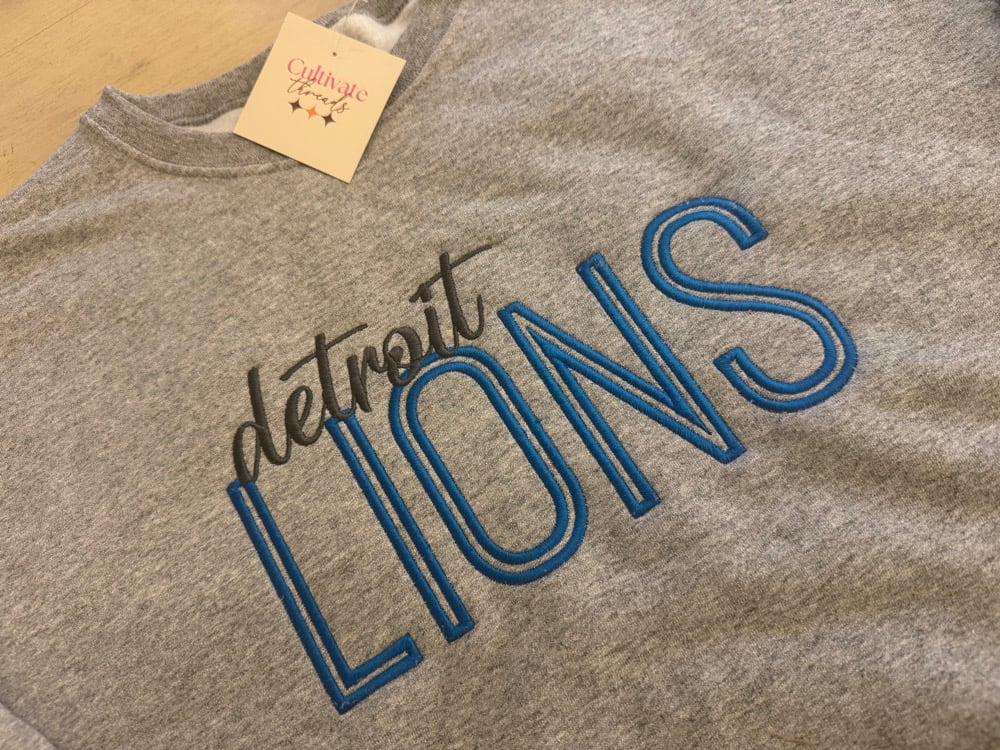 Cultivate
threads
detroit
LIONS